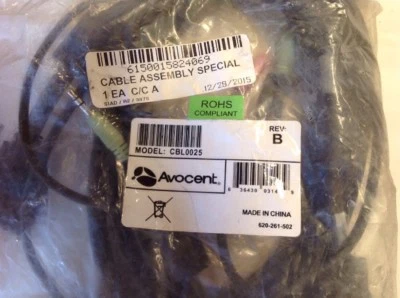 6150015824069
CABLE ASSEMBLY SPECIAL
1 EA C/C A
12/28/2015
ROHS
COMPLIANT
REV-
B
MODEL: CBL0025
Avocent
MADE IN CHINA
620-261-502